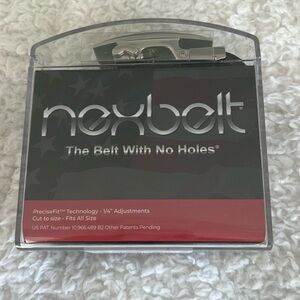 nexbelt
The Belt With No Holes®
PreciseFit™ Technology - 1/4" Adjustments
Cut to size - Fits All Size
US PAT. Number 10,966,489 B2 Other Patents Pending